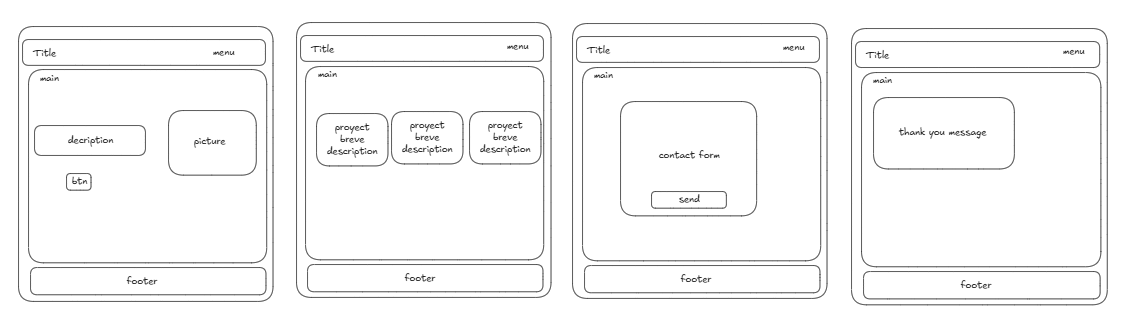 Title
menu
main
decription
picture
btn
footer
Title
menu
main
proyect
breve
description
proyect
breve
description
proyect
breve
description
footer
Title
menu
main
contact form
send
footer
Title
menu
main
thank you message
footer